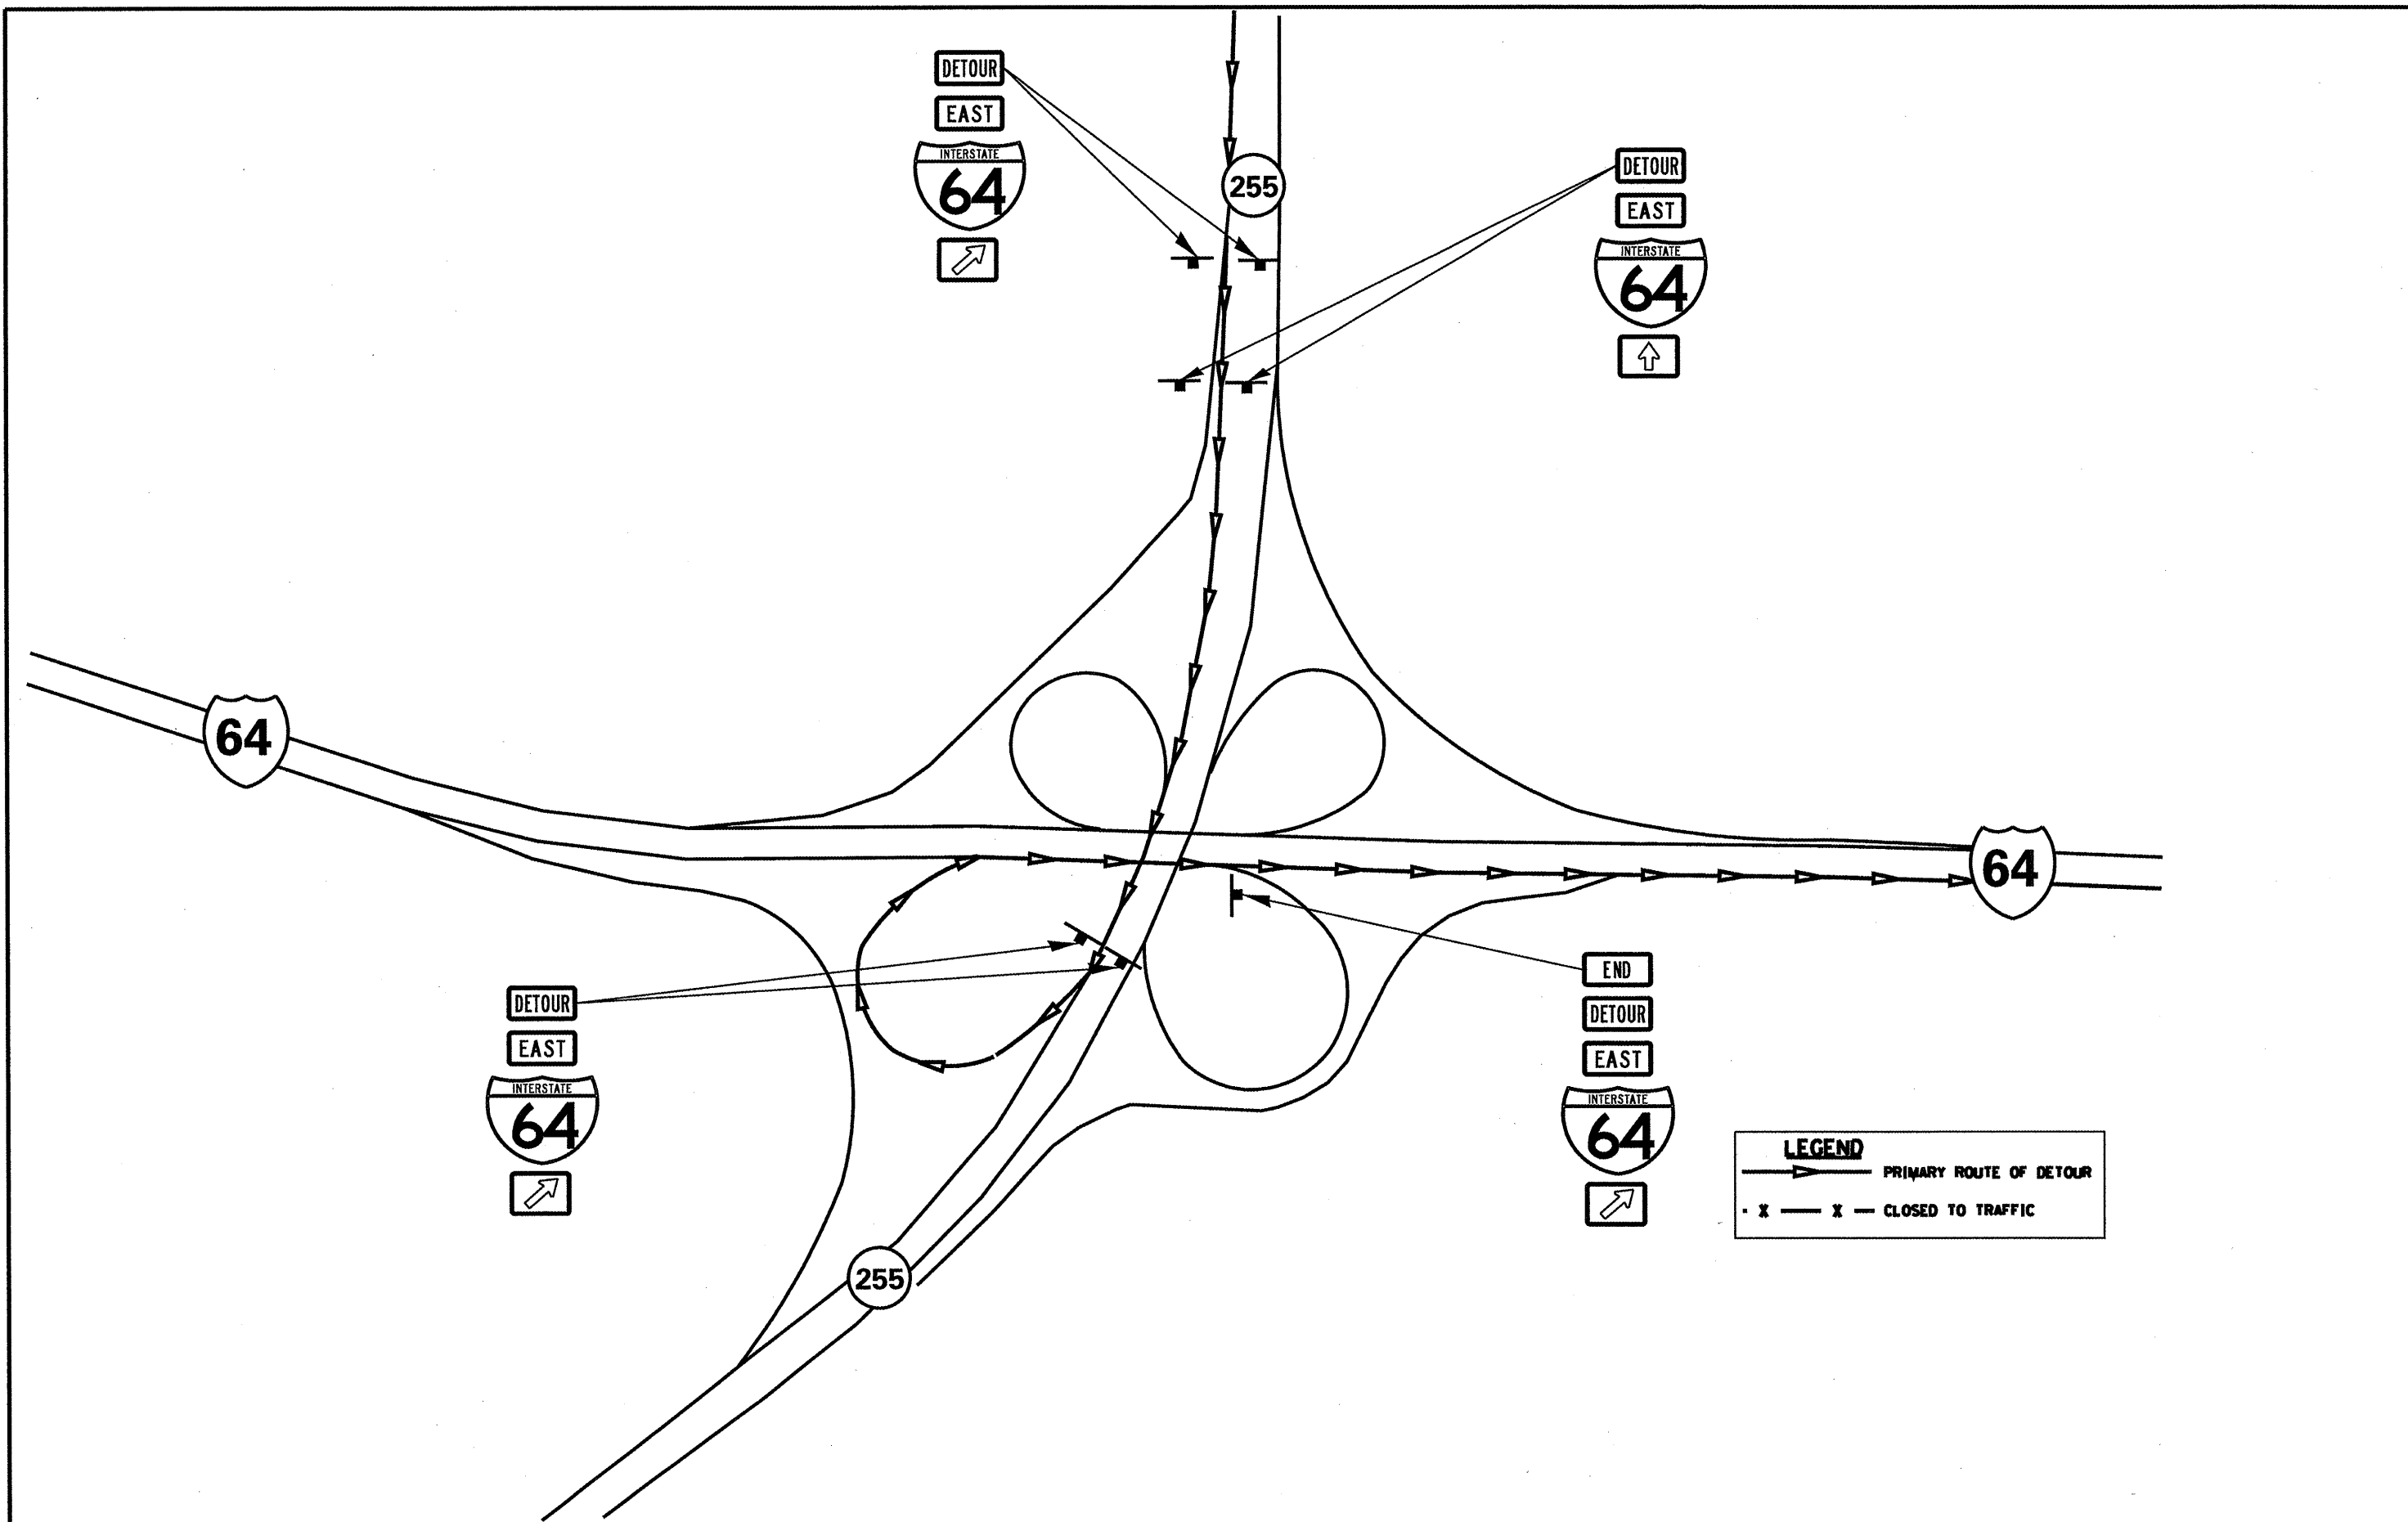 DETOUR
EAST
INTERSTATE
64
255
DETOUR
EAST
INTERSTATE
64
64
64
DETOUR
EAST
INTERSTATE
64
END
DETOUR
EAST
INTERSTATE
64
255
LEGEND
PRIMARY ROUTE OF DETOUR
X X CLOSED TO TRAFFIC